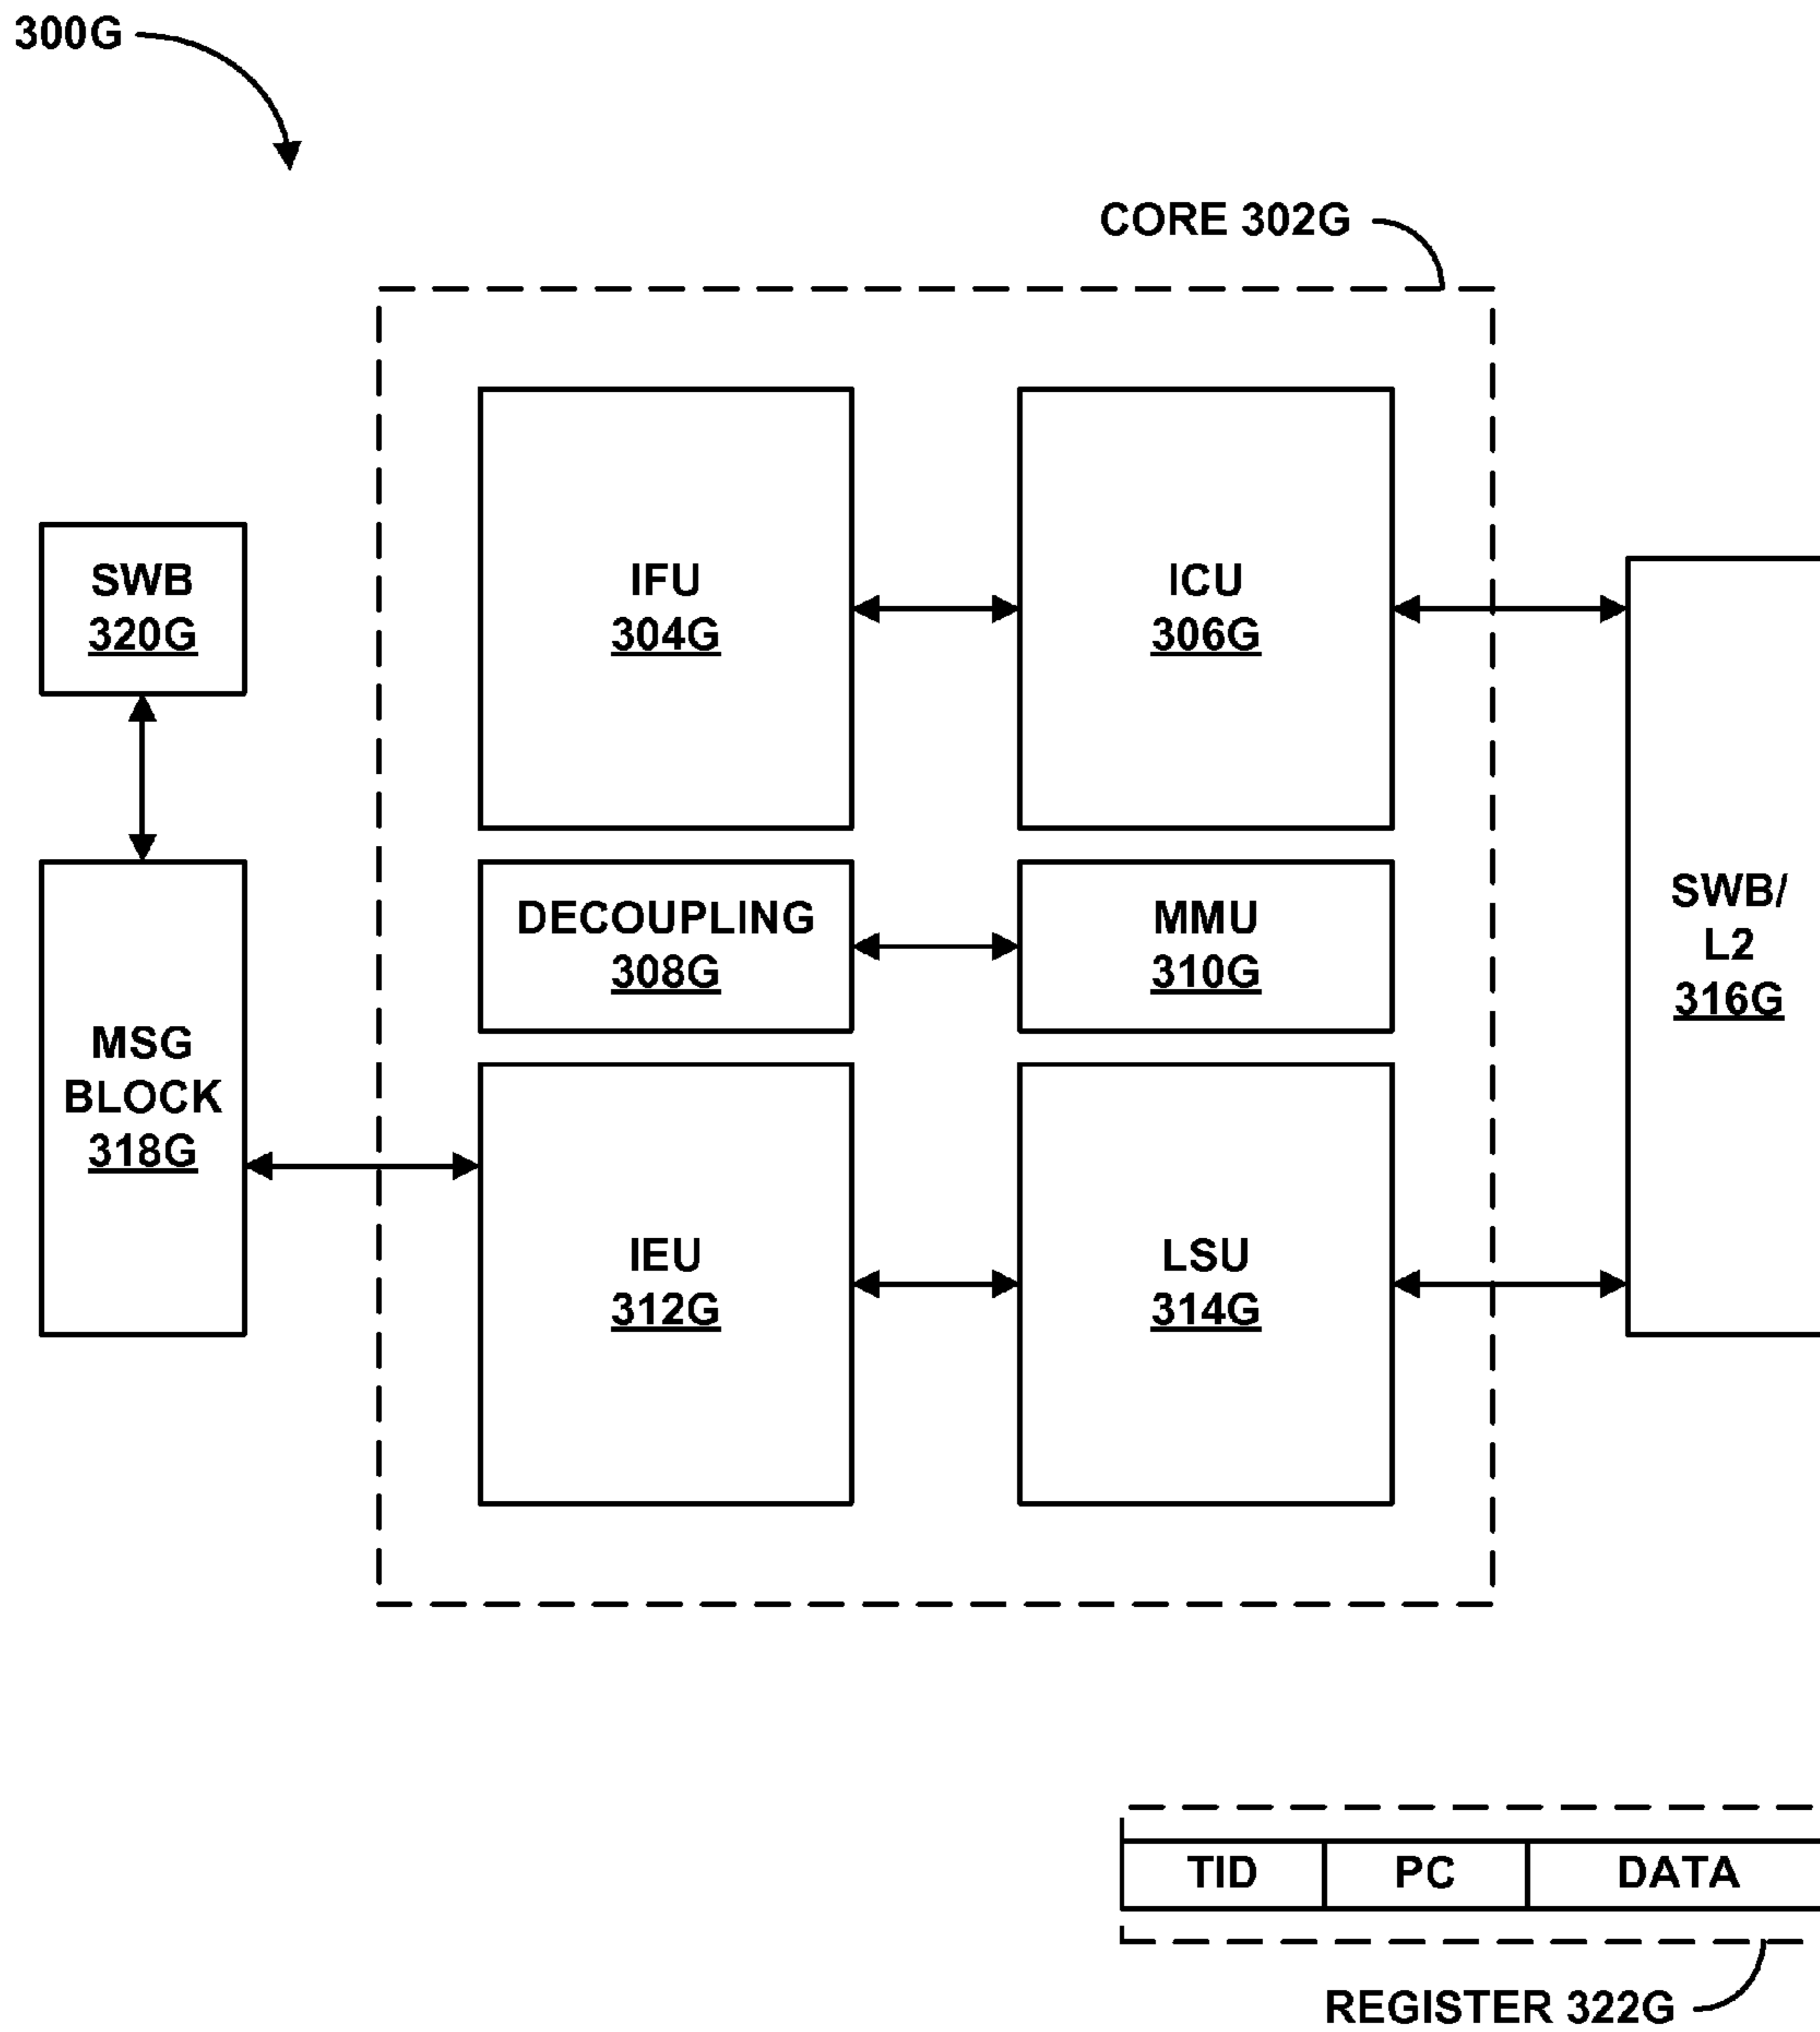 300G
CORE 302G
SWB
320G
IFU
304G
ICU
306G
DECOUPLING
308G
MMU
310G
SWB/
L2
316G
MSG
BLOCK
318G
IEU
312G
LSU
314G
TID PC DATA
REGISTER 322G